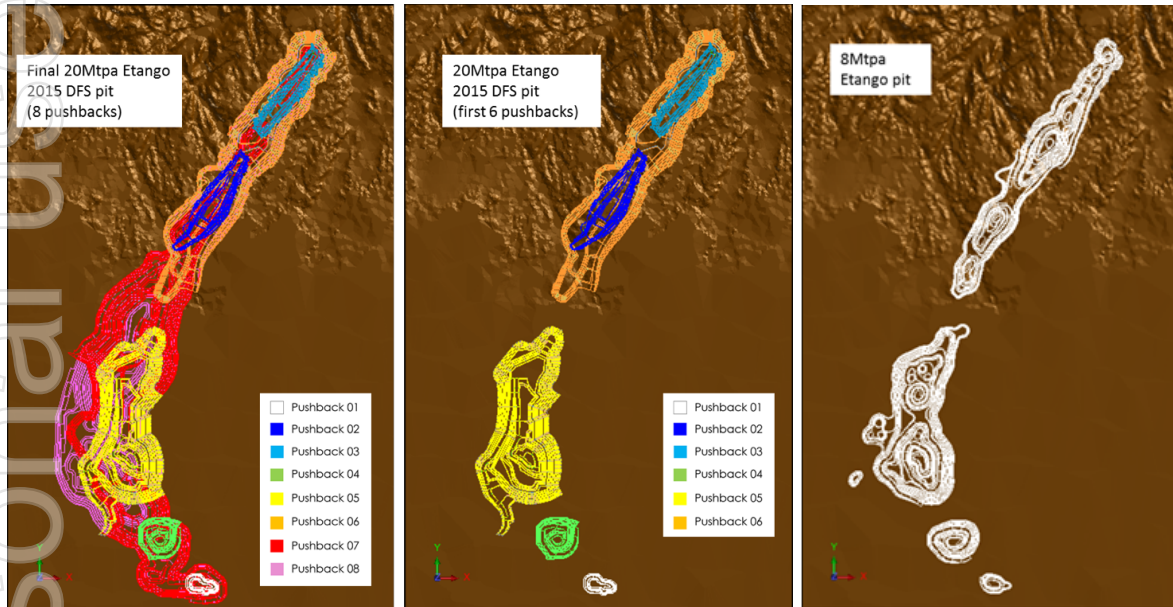 Final 20Mtpa Etango
2015 DFS pit
(8 pushbacks)
Pushback 01
Pushback 02
Pushback 03
Pushback 04
Pushback 05
Pushback 06
Pushback 07
Pushback 08
Y
X
20Mtpa Etango
2015 DFS pit
(first 6 pushbacks)
Pushback 01
Pushback 02
Pushback 03
Pushback 04
Pushback 05
Pushback 06
Y
X
8Mtpa
Etango pit
Y
X
sonal use